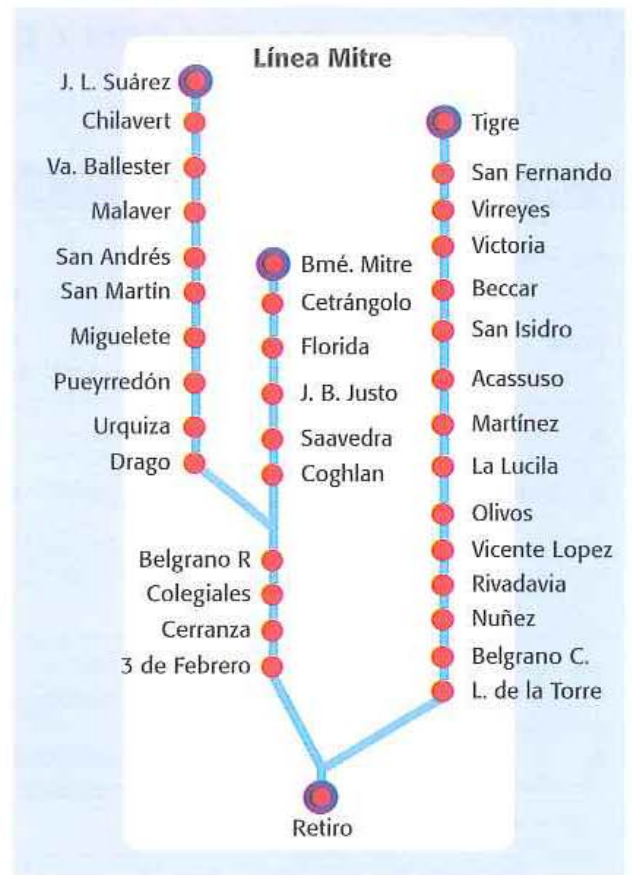 Línea Mitre
J. L. Suárez
Chilavert
Va. Ballester
Malaver
San Andrés
San Martín
Miguelete
Pueyrredón
Urquiza
Drago
Bmé. Mitre
Cetrángolo
Florida
J. B. Justo
Saavedra
Coghlan
Belgrano R
Colegiales
Cerranza
3 de Febrero
Tigre
San Fernando
Virreyes
Victoria
Beccar
San Isidro
Acassuso
Martínez
La Lucila
Olivos
Vicente Lopez
Rivadavia
Nuñez
Belgrano C.
L. de la Torre
Retiro